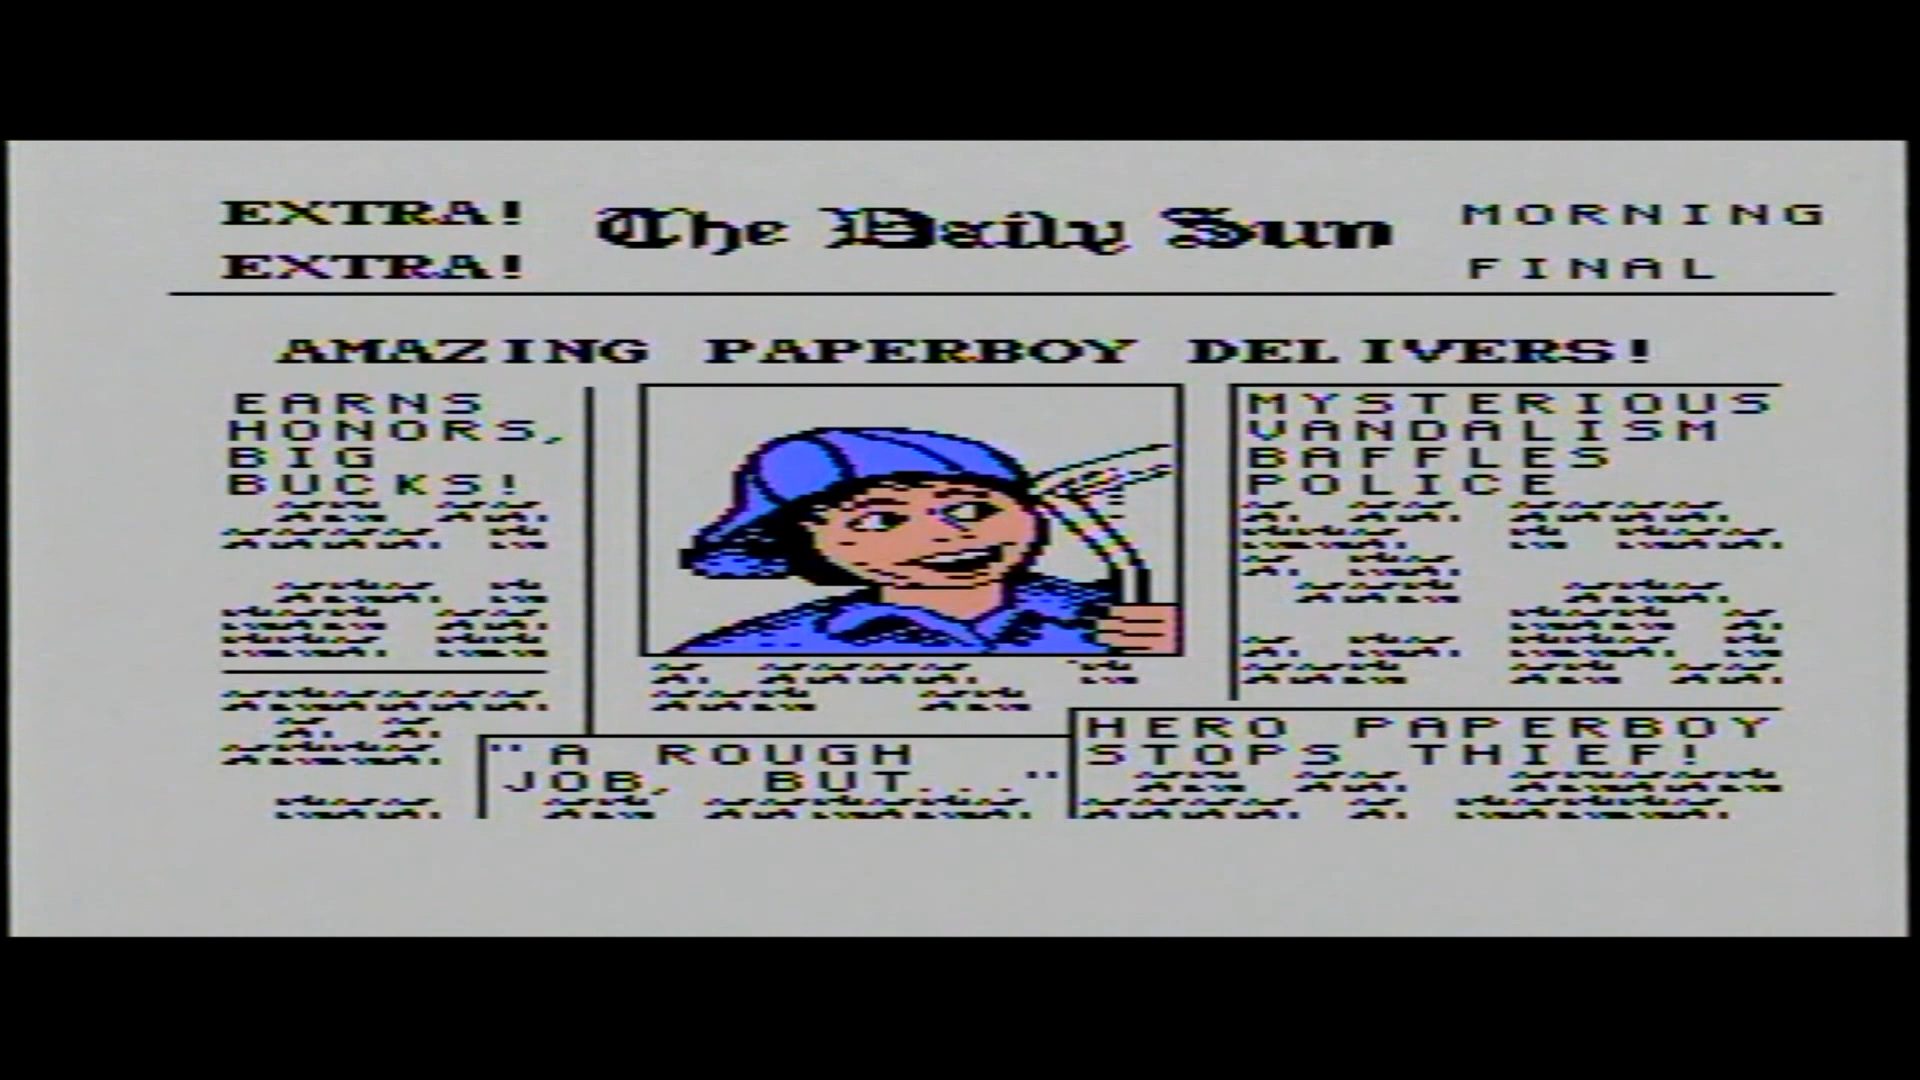 EXTRA!
EXTRA!
The Daily Sun
MORNING
FINAL
AMAZING PAPERBOY DELIVERS!
EARNS
HONORS,
BIG
BUCKS!
MYSTERIOUS
VANDALISM
BAFFLES
POLICE
"A ROUGH
JOB, BUT..."
HERO PAPERBOY
STOPS THIEF!